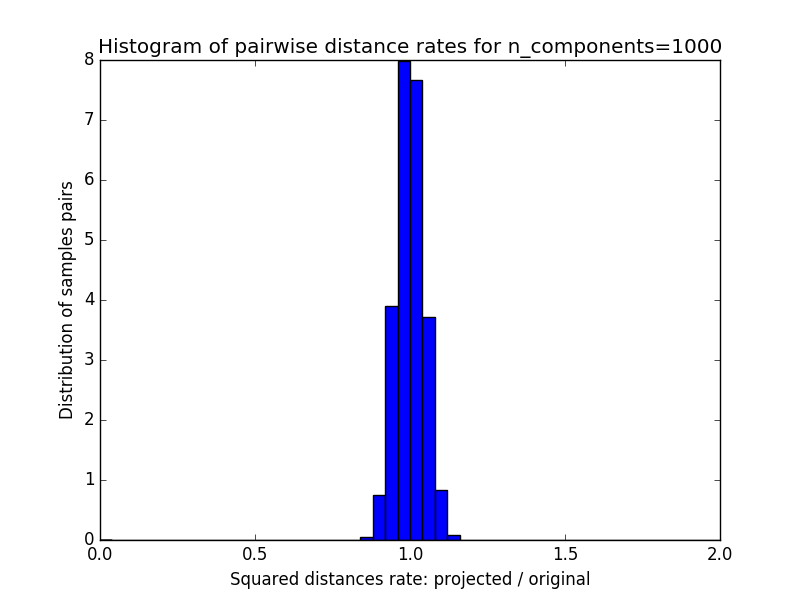 Histogram of pairwise distance rates for n_components=1000
8
7
6
5
4
3
2
1
0
Distribution of samples pairs
0.0 0.5 1.0 1.5 2.0
Squared distances rate: projected / original